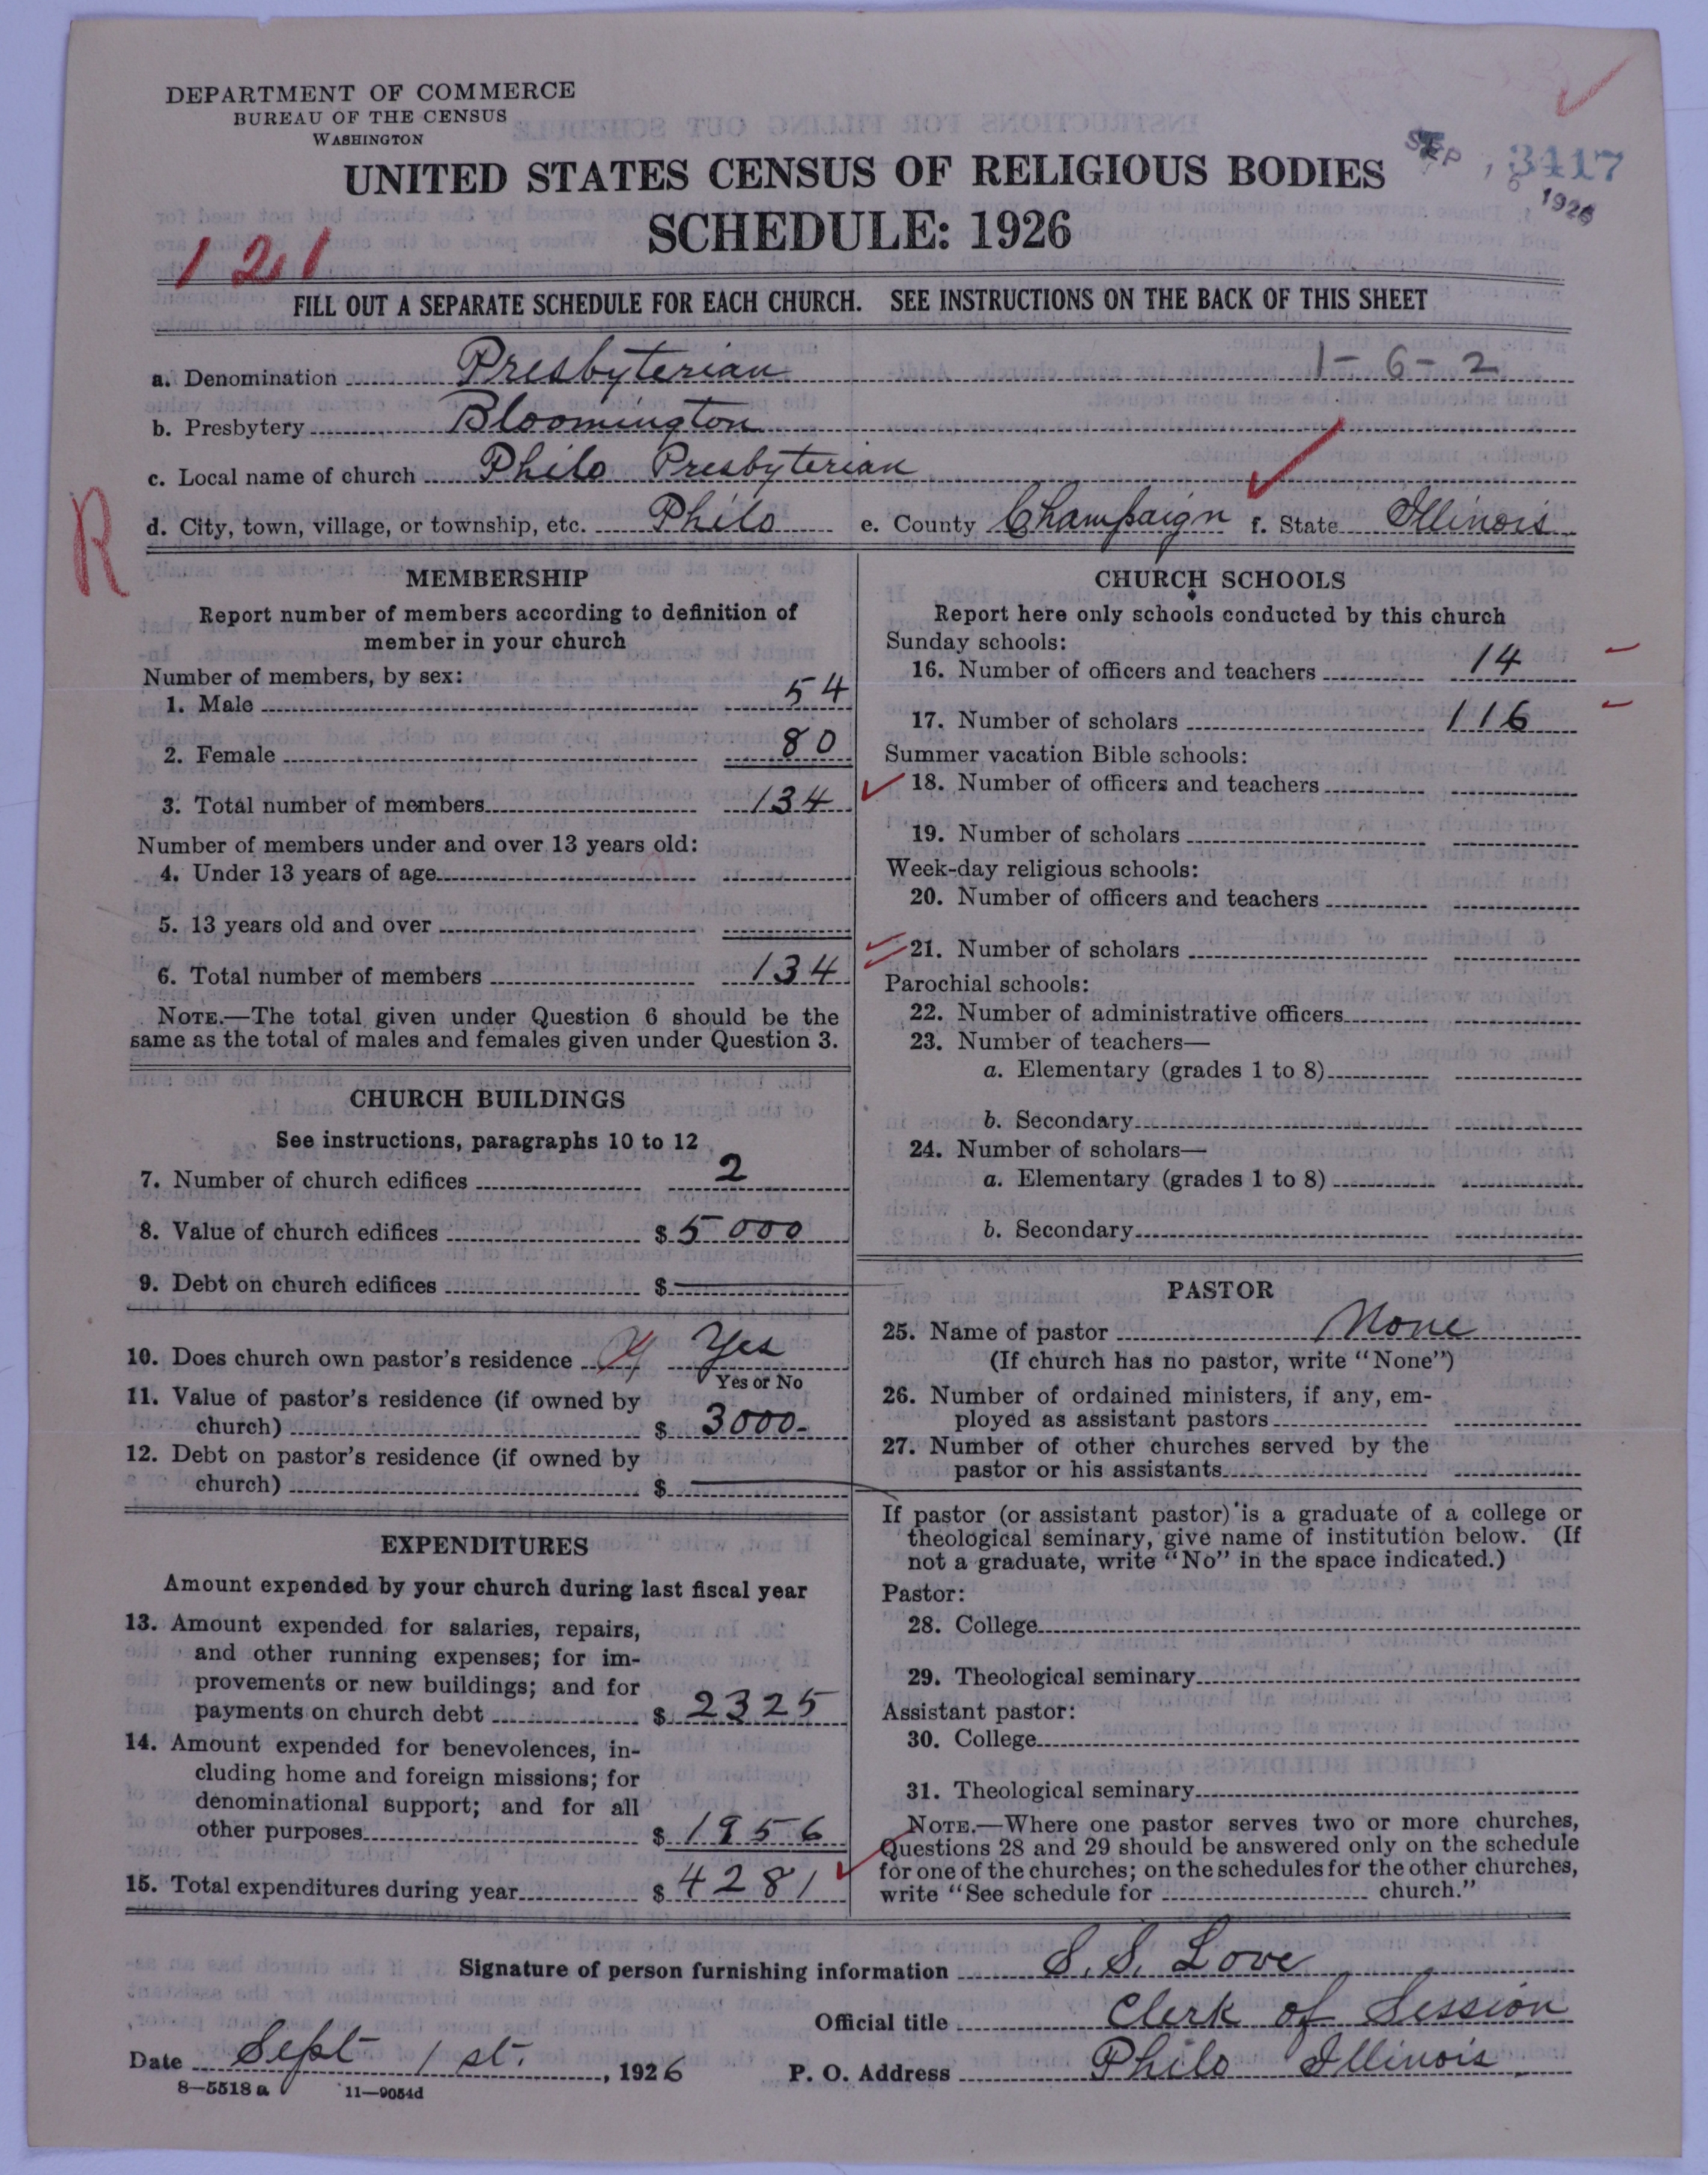 DEPARTMENT OF COMMERCE
BUREAU OF THE CENSUS
WASHINGTON
UNITED STATES CENSUS OF RELIGIOUS BODIES
SCHEDULE: 1926
SEP 1926
3417
121
FILL OUT A SEPARATE SCHEDULE FOR EACH CHURCH. SEE INSTRUCTIONS ON THE BACK OF THIS SHEET
a. Denomination Presbyterian 1-6-2
b. Presbytery Bloomington
c. Local name of church Philo Presbyterian
R
d. City, town, village, or township, etc. Philo e. County Champaign f. State Illinois
MEMBERSHIP
Report number of members according to definition of
member in your church
Number of members, by sex:
1. Male 54
2. Female 80
3. Total number of members 134
Number of members under and over 13 years old:
4. Under 13 years of age
5. 13 years old and over
6. Total number of members 134
NOTE.—The total given under Question 6 should be the
same as the total of males and females given under Question 3.
CHURCH BUILDINGS
See instructions, paragraphs 10 to 12
7. Number of church edifices 2
8. Value of church edifices $ 5000
9. Debt on church edifices $
10. Does church own pastor's residence Yes
Yes or No
11. Value of pastor's residence (if owned by
church) $ 3000-
12. Debt on pastor's residence (if owned by
church) $
EXPENDITURES
Amount expended by your church during last fiscal year
13. Amount expended for salaries, repairs,
and other running expenses; for im-
provements or new buildings; and for
payments on church debt $ 2325
14. Amount expended for benevolences, in-
cluding home and foreign missions; for
denominational support; and for all
other purposes $ 1956
15. Total expenditures during year $ 4281
CHURCH SCHOOLS
Report here only schools conducted by this church
Sunday schools:
16. Number of officers and teachers 14
17. Number of scholars 116
Summer vacation Bible schools:
18. Number of officers and teachers
19. Number of scholars
Week-day religious schools:
20. Number of officers and teachers
21. Number of scholars
Parochial schools:
22. Number of administrative officers
23. Number of teachers—
a. Elementary (grades 1 to 8)
b. Secondary
24. Number of scholars—
a. Elementary (grades 1 to 8)
b. Secondary
PASTOR
25. Name of pastor None
(If church has no pastor, write "None")
26. Number of ordained ministers, if any, em-
ployed as assistant pastors
27. Number of other churches served by the
pastor or his assistants
If pastor (or assistant pastor) is a graduate of a college or
theological seminary, give name of institution below. (If
not a graduate, write "No" in the space indicated.)
Pastor:
28. College
29. Theological seminary
Assistant pastor:
30. College
31. Theological seminary
NOTE.—Where one pastor serves two or more churches,
Questions 28 and 29 should be answered only on the schedule
for one of the churches; on the schedules for the other churches,
write "See schedule for church."
Signature of person furnishing information S. S. Love
Official title Clerk of Session
Date Sept 1st., 1926 P. O. Address Philo Illinois.
8—5518a 11—9054d